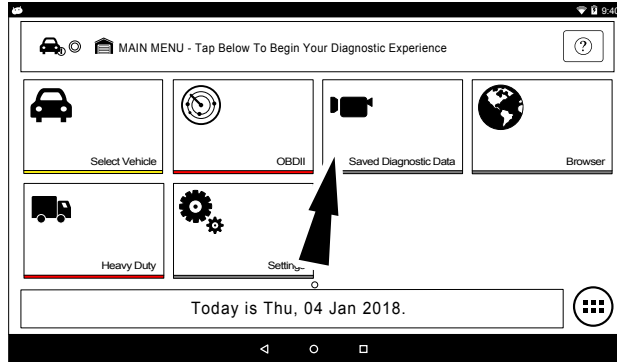 9:40
MAIN MENU - Tap Below To Begin Your Diagnostic Experience
?
Select Vehicle
OBDII
Saved Diagnostic Data
Browser
Heavy Duty
Today is Thu, 04 Jan 2018.